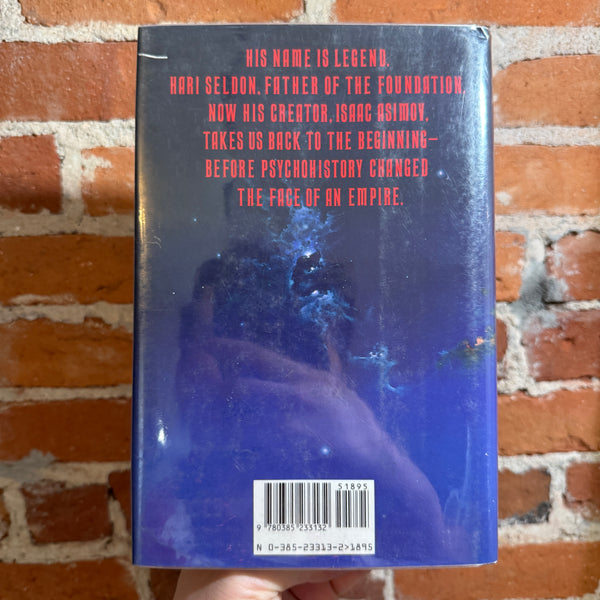 HIS NAME IS LEGEND.
HARI SELDON, FATHER OF THE FOUNDATION,
NOW HIS CREATOR, ISAAC ASIMOV,
TAKES US BACK TO THE BEGINNING—
BEFORE PSYCHOHISTORY CHANGED
THE FACE OF AN EMPIRE.
51895
9 780385 233132
N 0-385-23313-2>1895